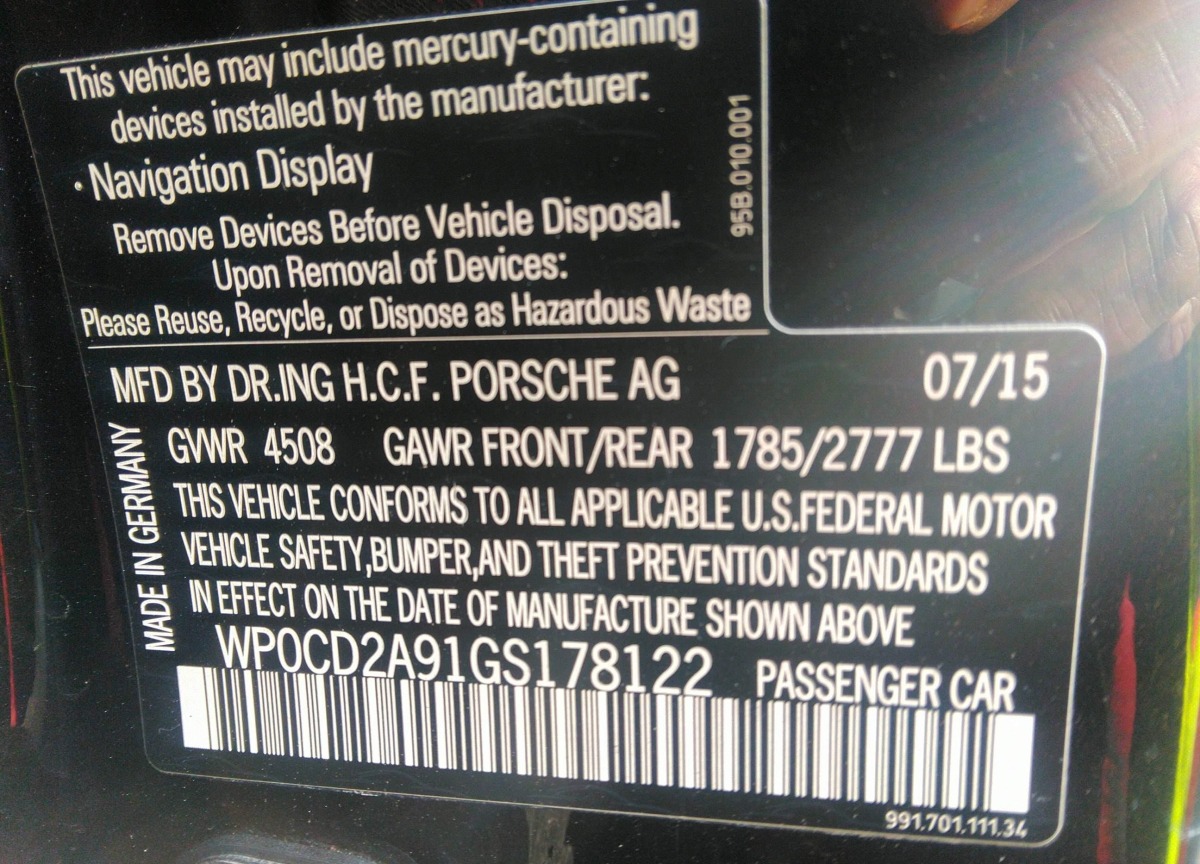 This vehicle may include mercury-containing
devices installed by the manufacturer:
· Navigation Display
Remove Devices Before Vehicle Disposal.
Upon Removal of Devices:
Please Reuse, Recycle, or Dispose as Hazardous Waste
95B.010.001
MFD BY DR.ING H.C.F. PORSCHE AG 07/15
GVWR 4508 GAWR FRONT/REAR 1785/2777 LBS
THIS VEHICLE CONFORMS TO ALL APPLICABLE U.S.FEDERAL MOTOR
VEHICLE SAFETY,BUMPER,AND THEFT PREVENTION STANDARDS
IN EFFECT ON THE DATE OF MANUFACTURE SHOWN ABOVE
MADE IN GERMANY
WP0CD2A91GS178122 PASSENGER CAR
991.701.111.34